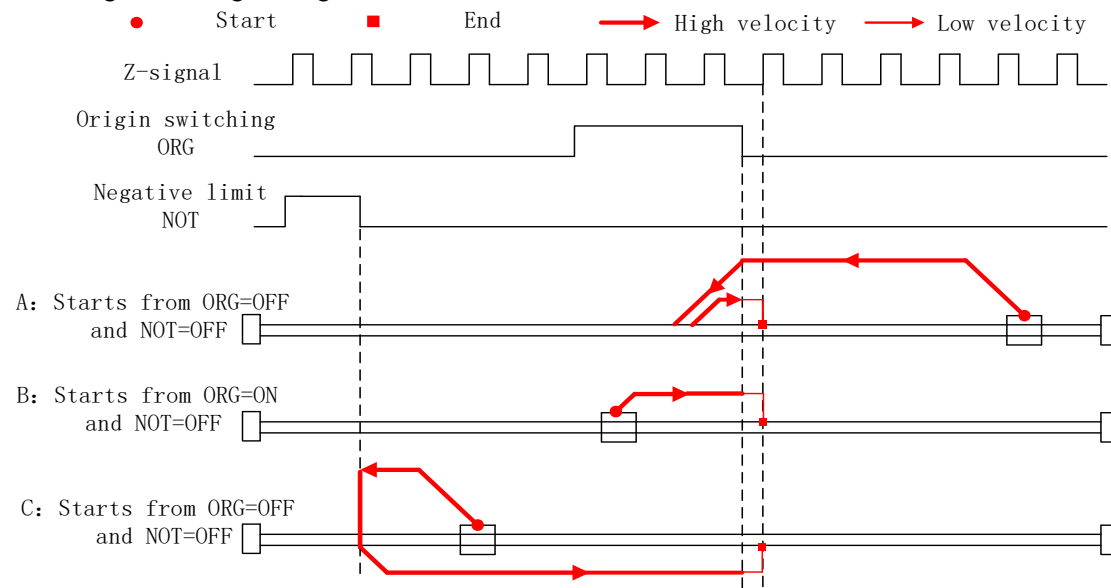 Start End High velocity Low velocity
Z-signal
Origin switching
ORG
Negative limit
NOT
A: Starts from ORG=OFF
and NOT=OFF
B: Starts from ORG=ON
and NOT=OFF
C: Starts from ORG=OFF
and NOT=OFF